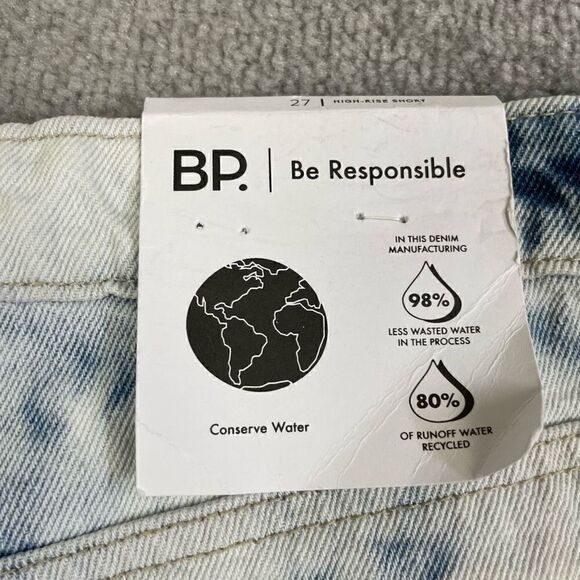 27 | HIGH-RISE SHORT
BP. | Be Responsible
IN THIS DENIM
MANUFACTURING
98%
LESS WASTED WATER
IN THE PROCESS
80%
OF RUNOFF WATER
RECYCLED
Conserve Water